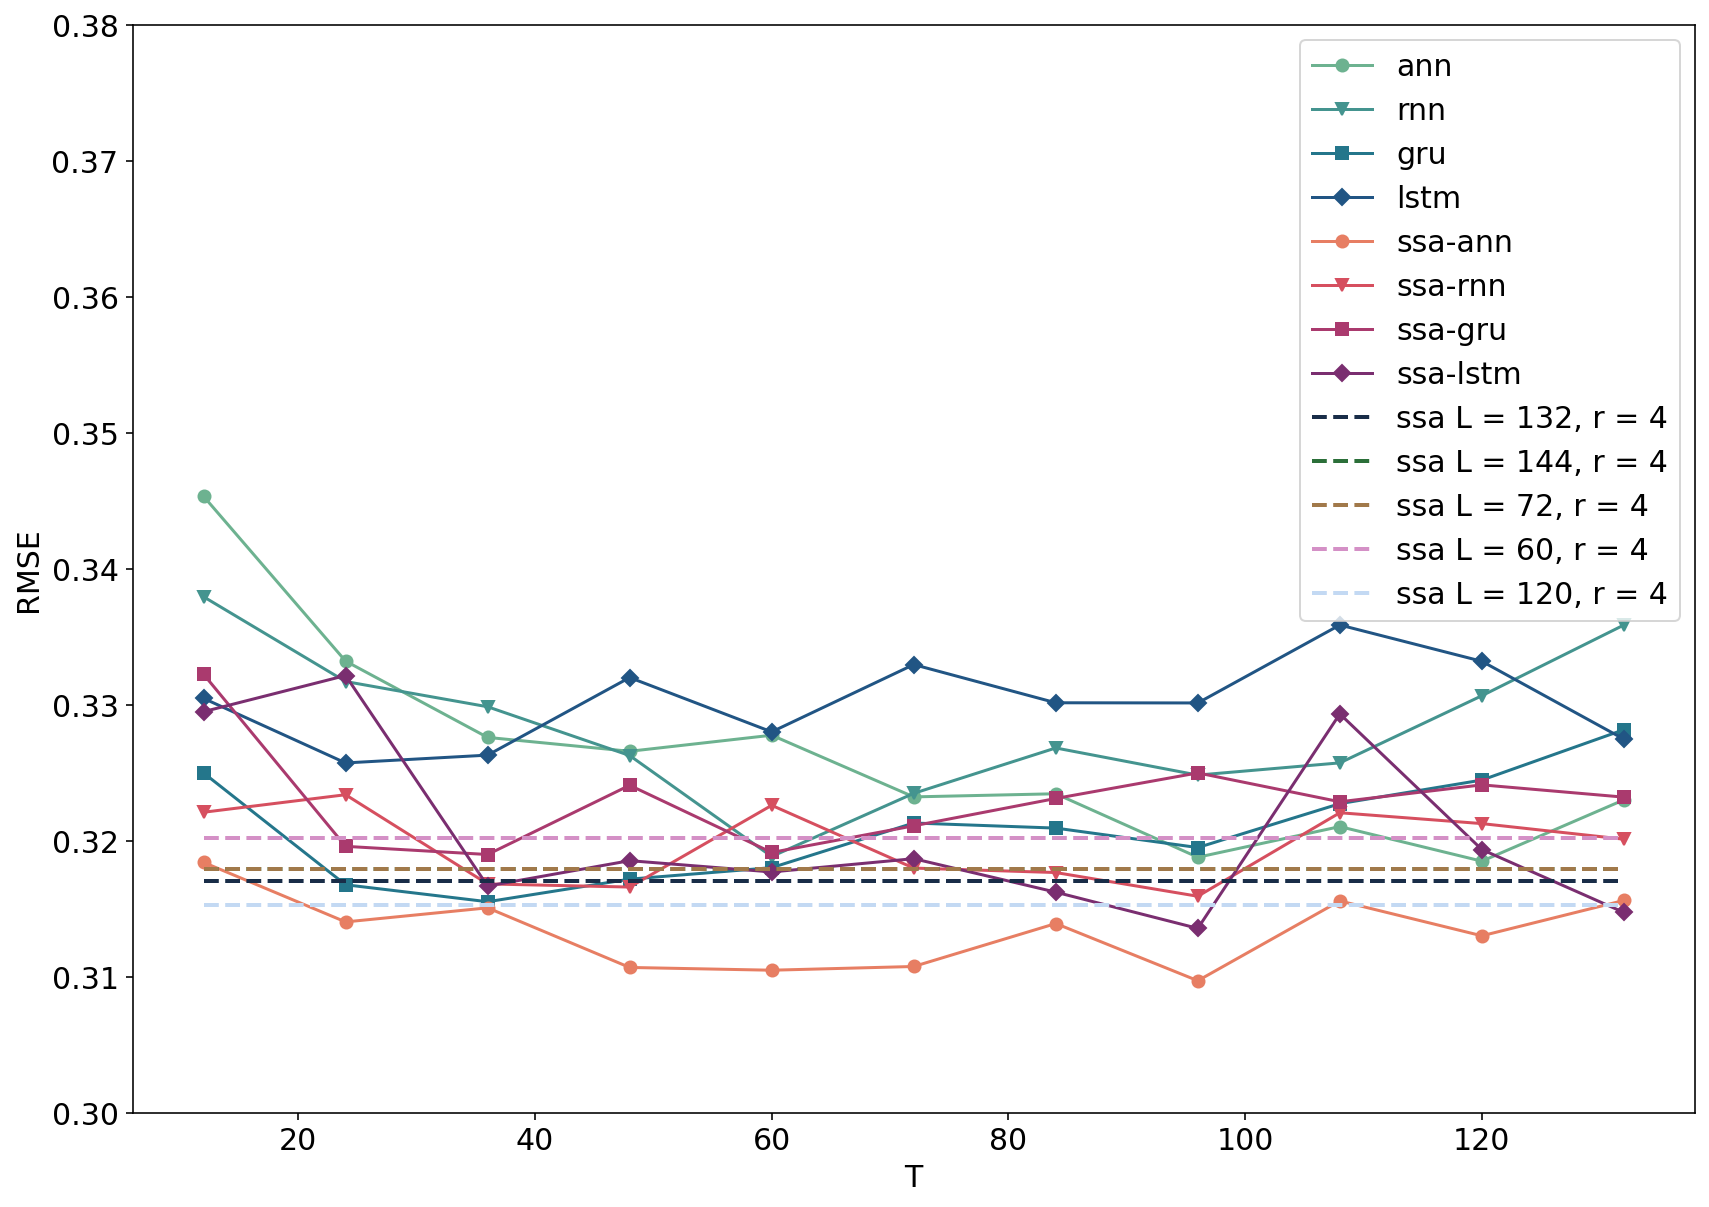 0.38
0.37
0.36
0.35
0.34
0.33
0.32
0.31
0.30
RMSE
20
40
60
80
100
120
T
ann
rnn
gru
lstm
ssa-ann
ssa-rnn
ssa-gru
ssa-lstm
ssa L = 132, r = 4
ssa L = 144, r = 4
ssa L = 72, r = 4
ssa L = 60, r = 4
ssa L = 120, r = 4